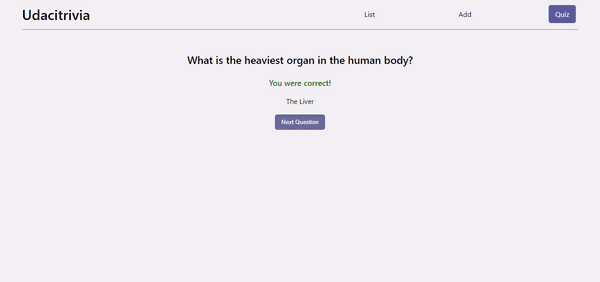 Udacitrivia List Add Quiz
What is the heaviest organ in the human body?
You were correct!
The Liver
Next Question